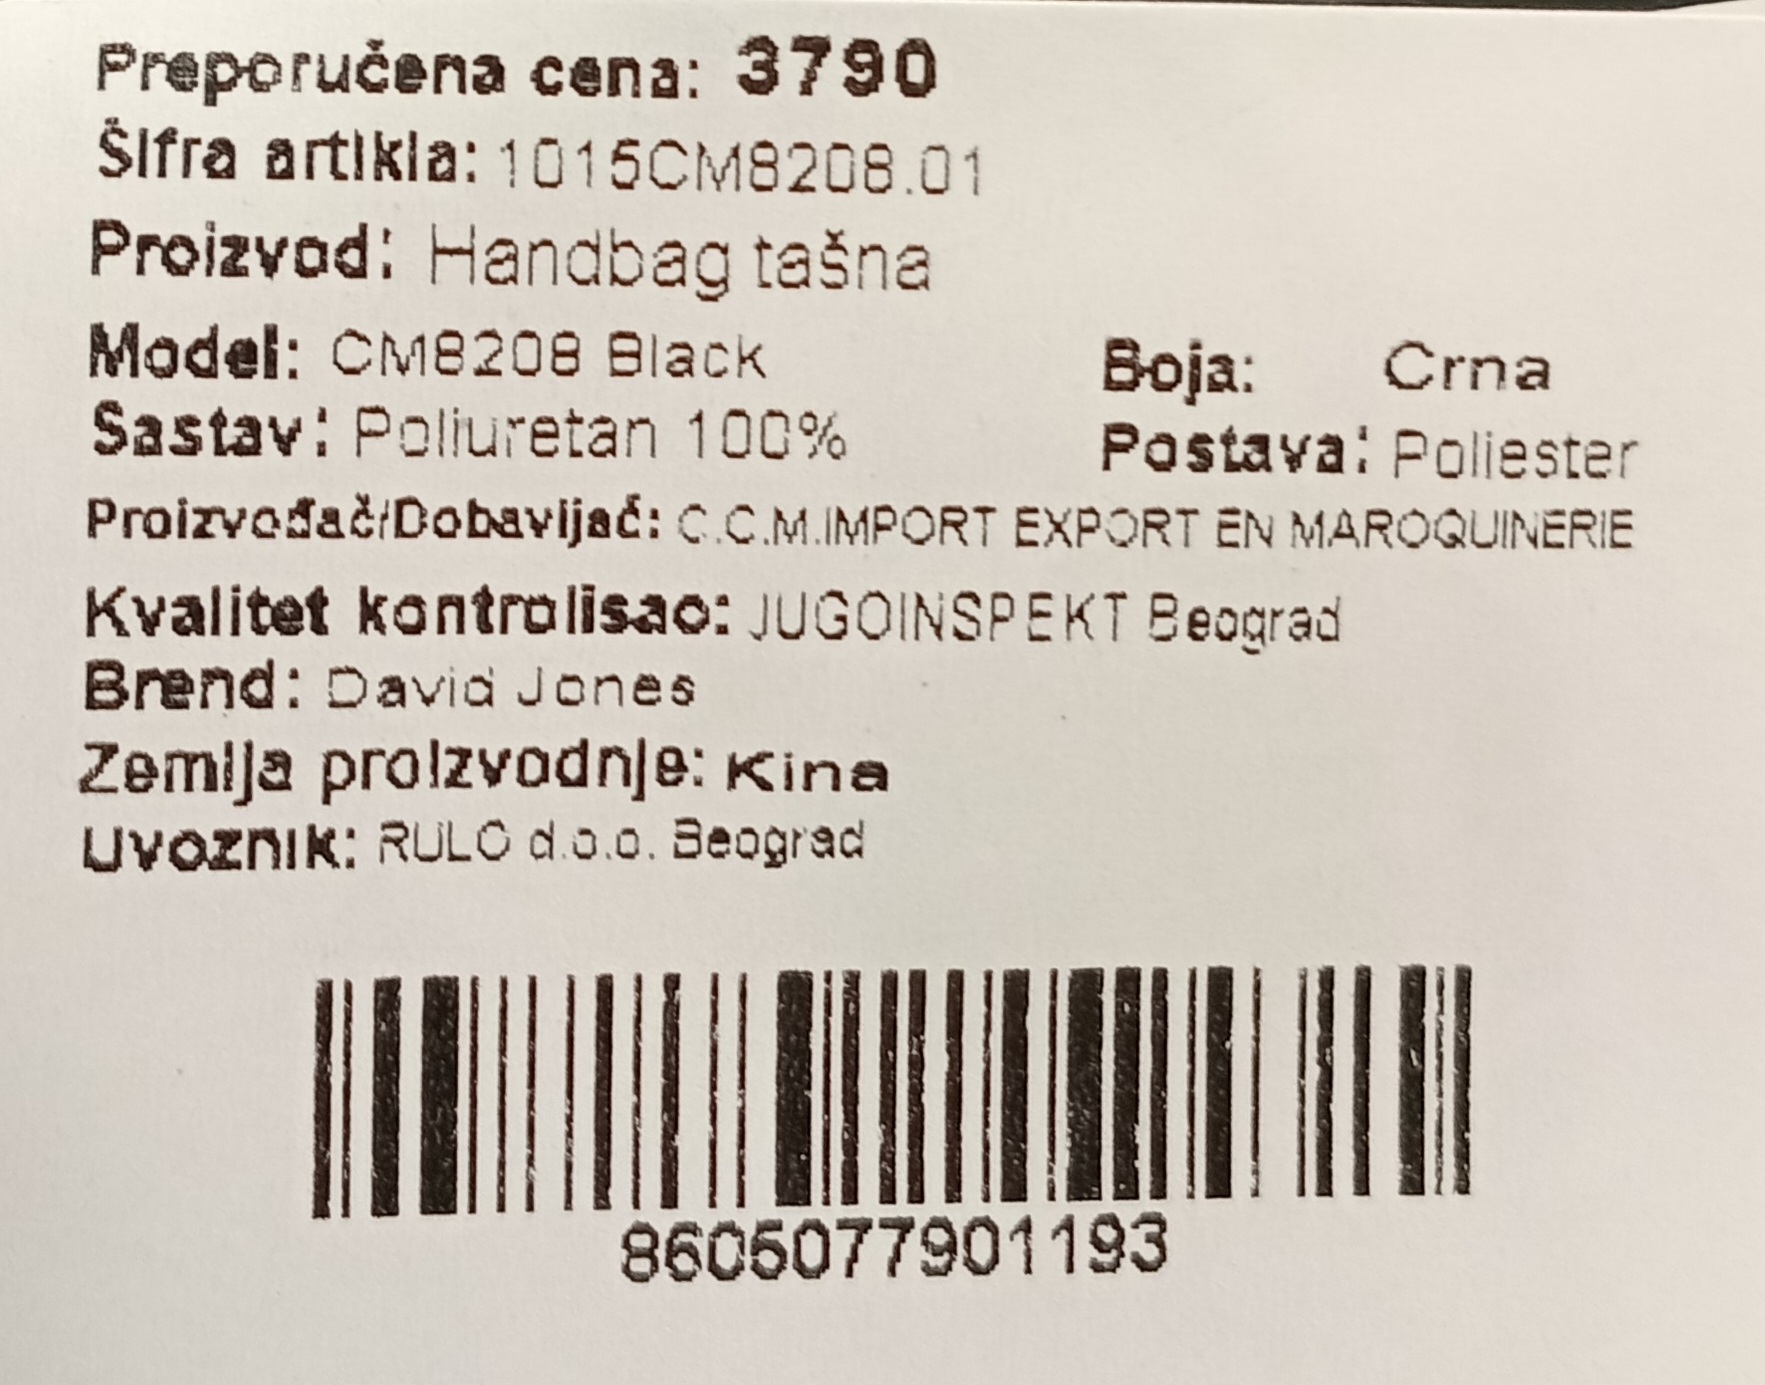 Preporučena cena: 3790
Šifra artikla: 1015CM8208.01
Proizvod: Handbag tašna
Model: CM8208 Black Boja: Crna
Sastav: Poliuretan 100% Postava: Poliester
Proizvođač/Dobavljač: C.C.M.IMPORT EXPORT EN MAROQUINERIE
Kvalitet kontrolisao: JUGOINSPEKT Beograd
Brend: David Jones
Zemlja proizvodnje: Kina
Uvoznik: RULO d.o.o. Beograd
8605077901193